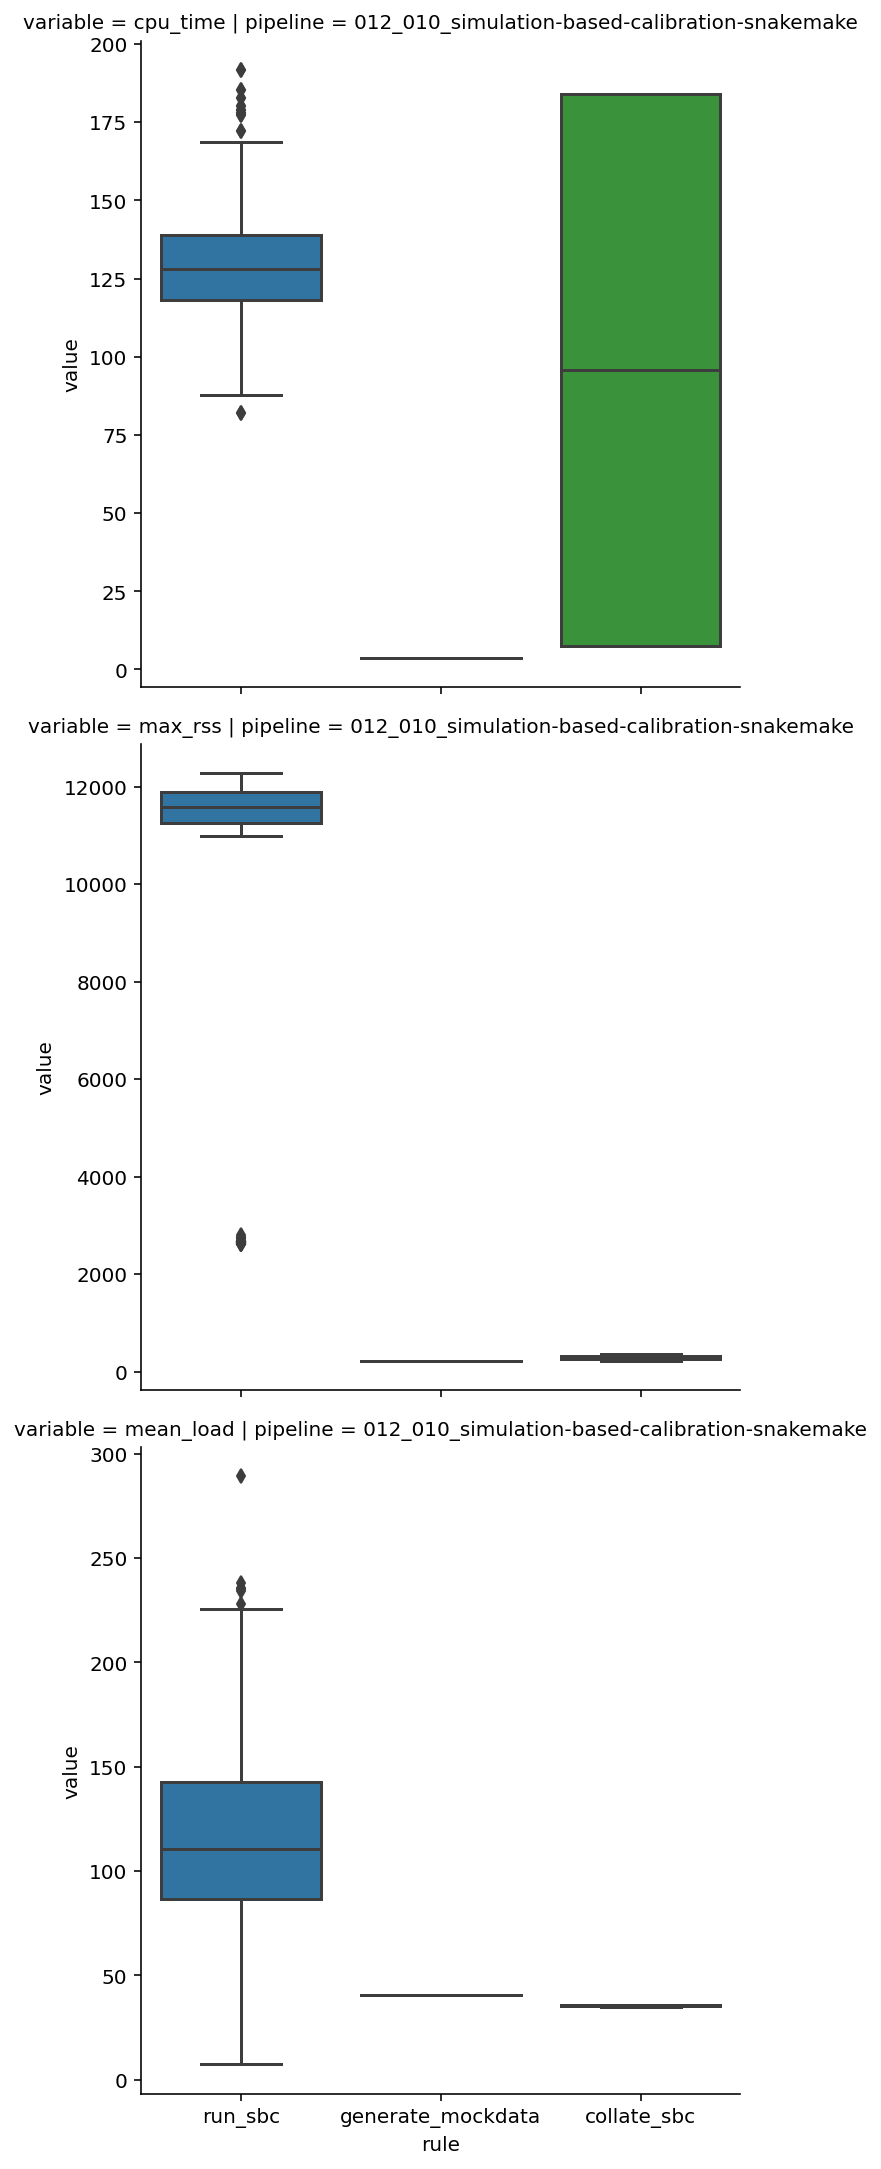 variable = cpu_time | pipeline = 012_010_simulation-based-calibration-snakemake
200
175
150
125
100
75
50
25
0
value
variable = max_rss | pipeline = 012_010_simulation-based-calibration-snakemake
12000
10000
8000
6000
4000
2000
0
value
variable = mean_load | pipeline = 012_010_simulation-based-calibration-snakemake
300
250
200
150
100
50
0
value
run_sbc generate_mockdata collate_sbc
rule